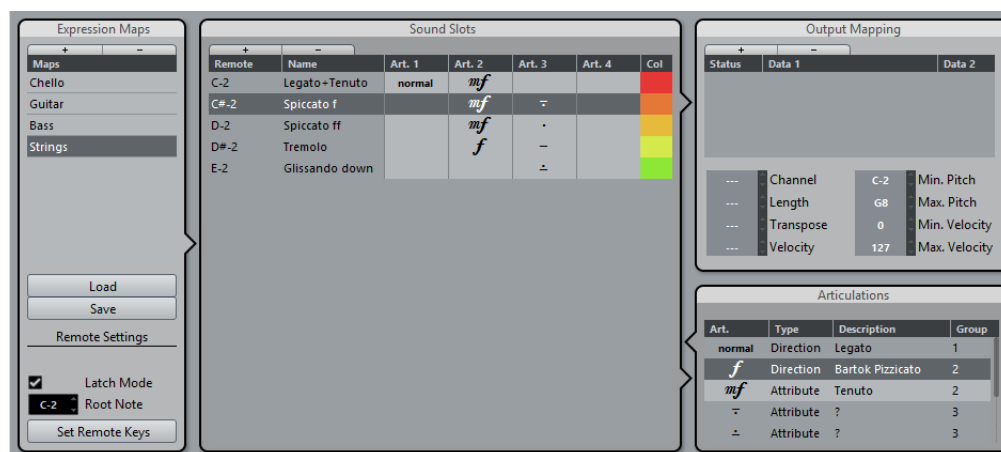 Expression Maps
+ −
Maps
Chello
Guitar
Bass
Strings
Load
Save
Remote Settings
Latch Mode
C-2 Root Note
Set Remote Keys
Sound Slots
+ −
Remote Name Art. 1 Art. 2 Art. 3 Art. 4 Col
C-2 Legato+Tenuto normal mf
C#-2 Spiccato f mf
D-2 Spiccato ff mf
D#-2 Tremolo f
E-2 Glissando down
Output Mapping
+ −
Status Data 1 Data 2
--- Channel C-2 Min. Pitch
--- Length G8 Max. Pitch
--- Transpose 0 Min. Velocity
--- Velocity 127 Max. Velocity
Articulations
Art. Type Description Group
normal Direction Legato 1
f Direction Bartok Pizzicato 2
mf Attribute Tenuto 2
Attribute ? 3
Attribute ? 3